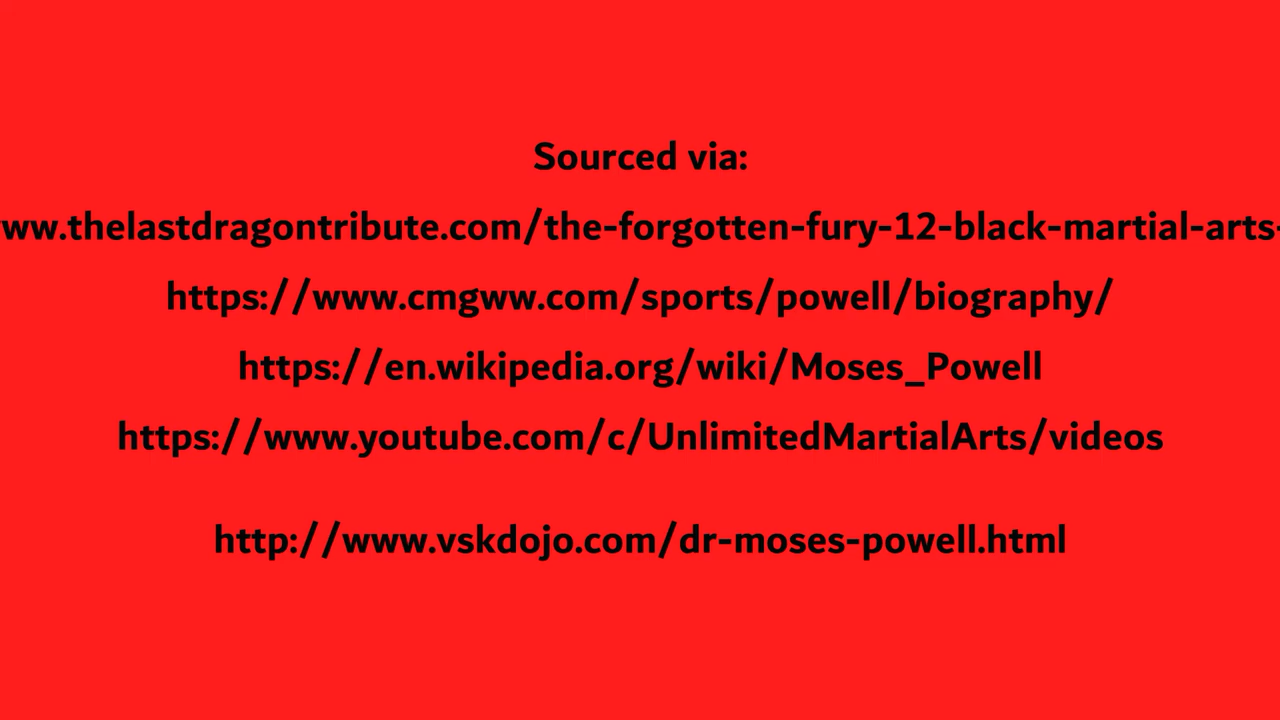 Sourced via:
ww.thelastdragontribute.com/the-forgotten-fury-12-black-martial-arts-
https://www.cmgww.com/sports/powell/biography/
https://en.wikipedia.org/wiki/Moses_Powell
https://www.youtube.com/c/UnlimitedMartialArts/videos
http://www.vskdojo.com/dr-moses-powell.html